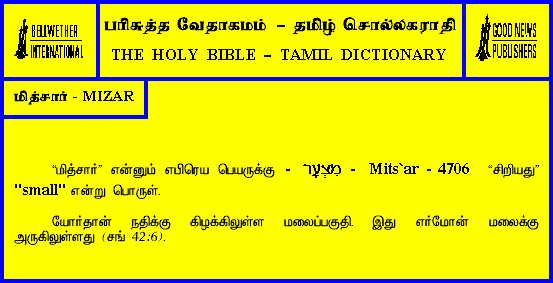 BELLWETHER
INTERNATIONAL
பரிசுத்த வேதாகமம் – தமிழ் சொல்லகராதி
THE HOLY BIBLE – TAMIL DICTIONARY
GOOD NEWS
PUBLISHERS
மித்சார் - MIZAR
“மித்சார்” என்னும் எபிரெய பெயருக்கு - מִצְעָר - Mits`ar - 4706 “சிறியது”
"small" என்று பொருள்.
யோர்தான் நதிக்கு கிழக்கிலுள்ள மலைப்பகுதி. இது எர்மோன் மலைக்கு
அருகிலுள்ளது (சங் 42:6).